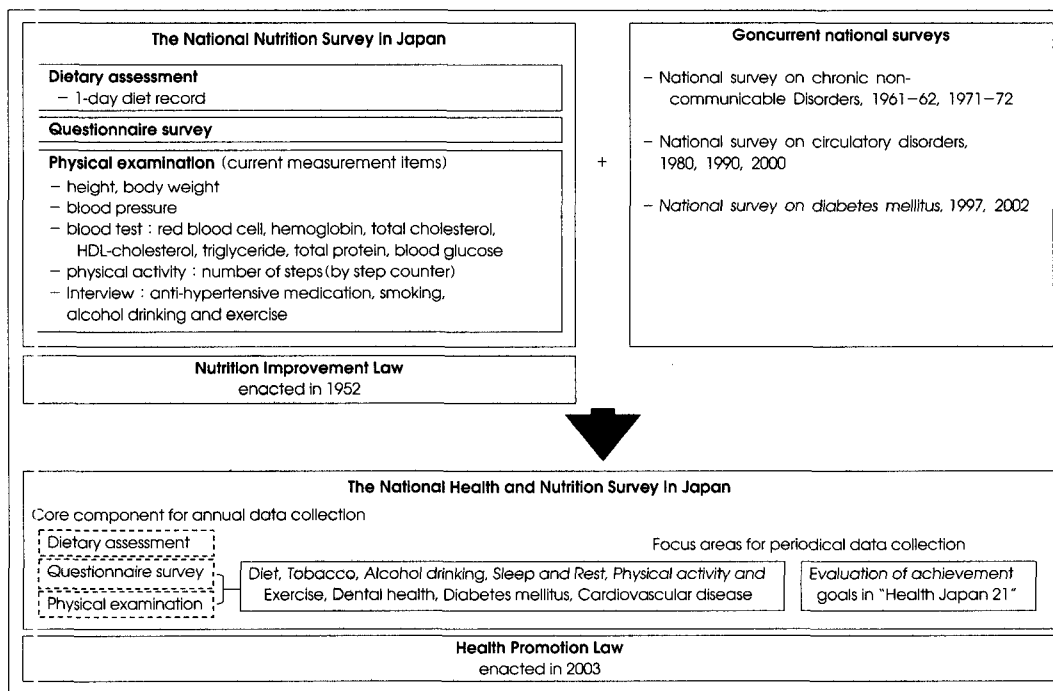 The National Nutrition Survey in Japan
Dietary assessment
– 1-day diet record
Questionnaire survey
Physical examination (current measurement items)
– height, body weight
– blood pressure
– blood test : red blood cell, hemoglobin, total cholesterol,
HDL-cholesterol, triglyceride, total protein, blood glucose
– physical activity : number of steps (by step counter)
– Interview : anti-hypertensive medication, smoking,
alcohol drinking and exercise
Nutrition Improvement Law
enacted in 1952
+
Goncurrent national surveys
– National survey on chronic non-
communicable Disorders, 1961–62, 1971–72
– National survey on circulatory disorders,
1980, 1990, 2000
– National survey on diabetes mellitus, 1997, 2002
The National Health and Nutrition Survey in Japan
Core component for annual data collection
Dietary assessment
Questionnaire survey
Physical examination
Focus areas for periodical data collection
Diet, Tobacco, Alcohol drinking, Sleep and Rest, Physical activity and
Exercise, Dental health, Diabetes mellitus, Cardiovascular disease
Evaluation of achievement
goals in "Health Japan 21"
Health Promotion Law
enacted in 2003